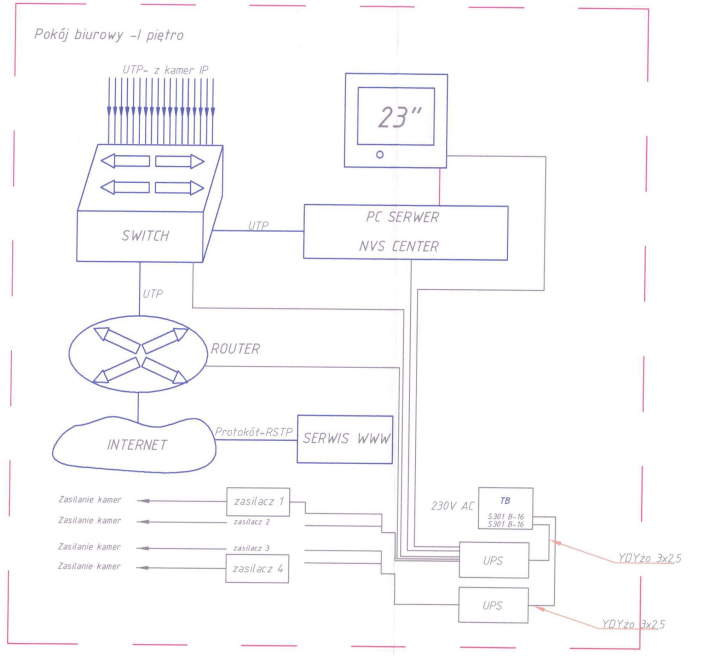 Pokój biurowy -I piętro
UTP- z kamer IP
23"
PC SERWER
NVS CENTER
SWITCH
UTP
UTP
ROUTER
INTERNET
Protokół-RSTP
SERWIS WWW
Zasilanie kamer
zasilacz 1
Zasilanie kamer
zasilacz 2
Zasilanie kamer
zasilacz 3
Zasilanie kamer
zasilacz 4
230V AC
TB
S301 B-16
S301 B-16
UPS
YDYżo 3x2,5
UPS
YDYżo 3x2,5